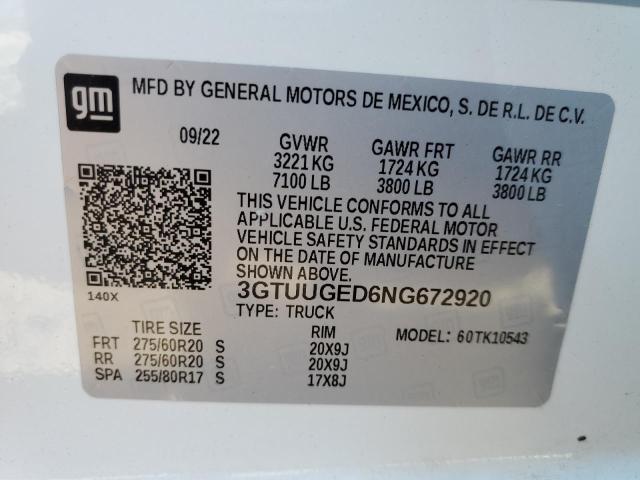 gm
MFD BY GENERAL MOTORS DE MEXICO, S. DE R.L. DE C.V.
09/22 GVWR GAWR FRT GAWR RR
3221 KG 1724 KG 1724 KG
7100 LB 3800 LB 3800 LB
THIS VEHICLE CONFORMS TO ALL
APPLICABLE U.S. FEDERAL MOTOR
VEHICLE SAFETY STANDARDS IN EFFECT
ON THE DATE OF MANUFACTURE
SHOWN ABOVE.
140X
3GTUUGED6NG672920
TYPE: TRUCK
TIRE SIZE RIM MODEL: 60TK10543
FRT 275/60R20 S 20X9J
RR 275/60R20 S 20X9J
SPA 255/80R17 S 17X8J